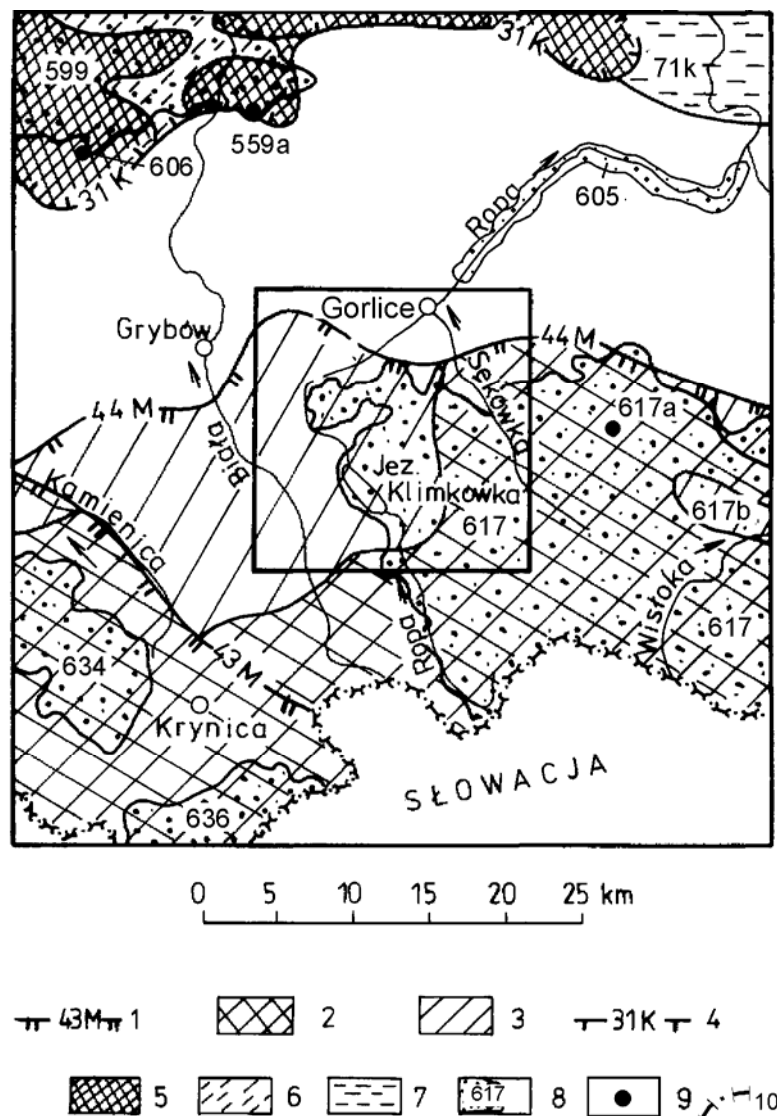 31K
599
71k
559a
606
31K
Ropa
605
Gorlice
Grybów
44M
Sękówka
44M
617a
Biała
Jez.
Klimkówka
Kamienica
617
617b
Wisłoka
Ropa
617
634
43M
Krynica
SŁOWACJA
636
0 5 10 15 20 25 km
43M 1 2 3 31K 4
5 6 7 617 8 9 10